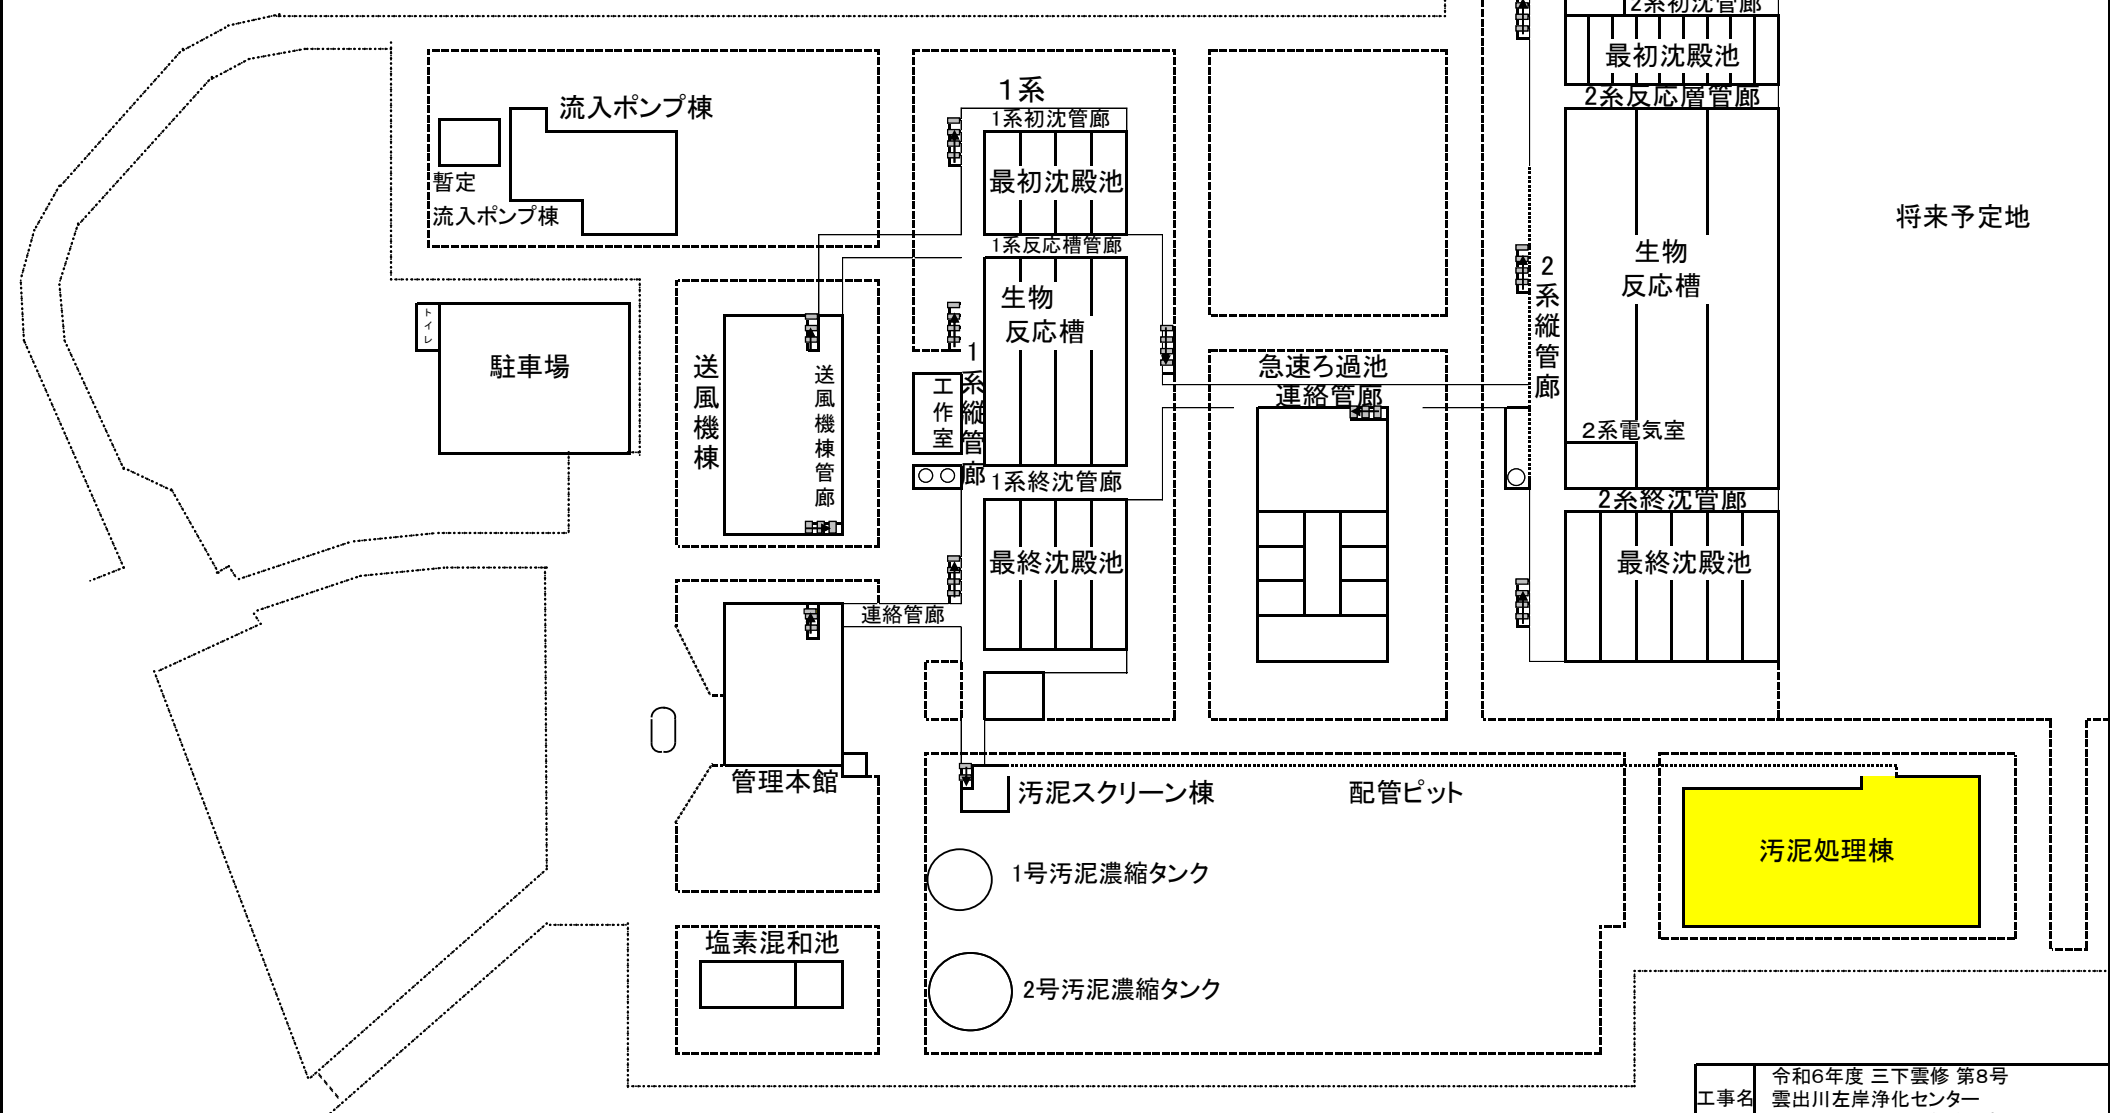 2系初沈管廊
最初沈殿池
2系反応層管廊
流入ポンプ棟
暫定
流入ポンプ棟
1系
1系初沈管廊
最初沈殿池
1系反応槽管廊
生物
反応槽
1系縦管廊
工作室
1系終沈管廊
最終沈殿池
生物
反応槽
2系縦管廊
2系電気室
2系終沈管廊
最終沈殿池
将来予定地
トイレ
駐車場
送風機棟
送風機棟管廊
急速ろ過池
連絡管廊
連絡管廊
管理本館
汚泥スクリーン棟
配管ピット
汚泥処理棟
1号汚泥濃縮タンク
2号汚泥濃縮タンク
塩素混和池
工事名
令和6年度 三下雲修 第8号
雲出川左岸浄化センター